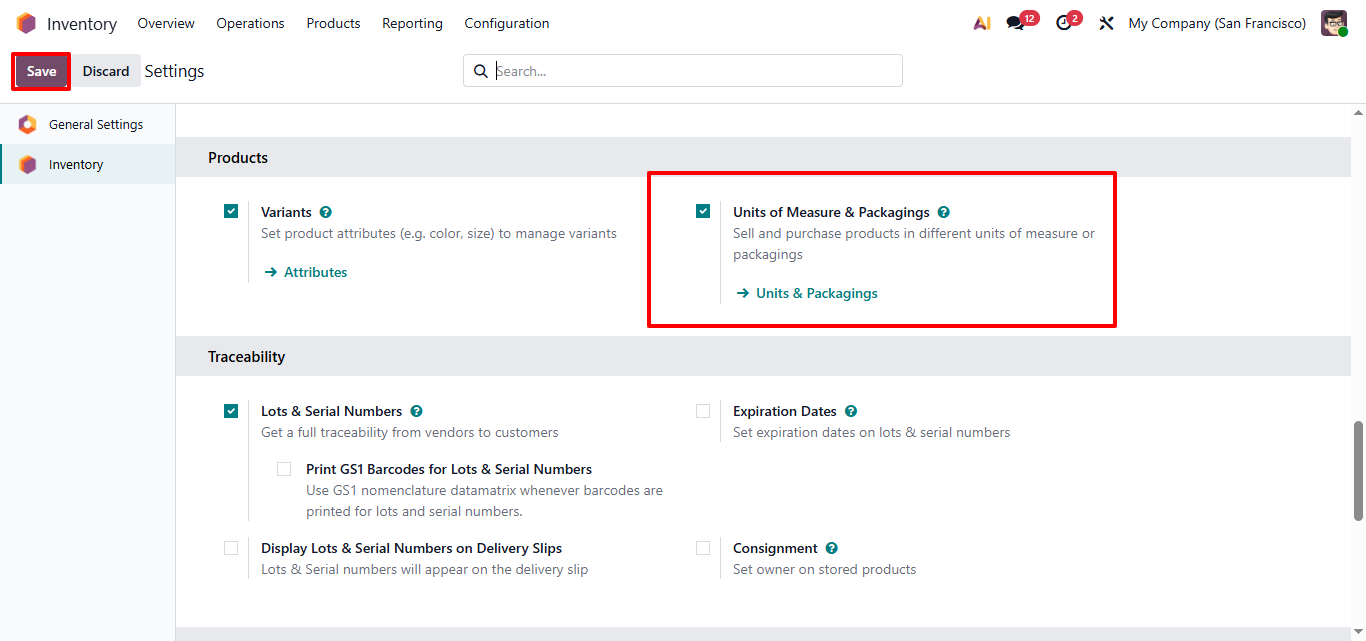 Inventory Overview Operations Products Reporting Configuration AI 12 2 My Company (San Francisco)
Save Discard Settings Search...
General Settings
Inventory
Products
Variants ? Units of Measure & Packagings ?
Set product attributes (e.g. color, size) to manage variants Sell and purchase products in different units of measure or
packagings
→ Attributes
→ Units & Packagings
Traceability
Lots & Serial Numbers ? Expiration Dates ?
Get a full traceability from vendors to customers Set expiration dates on lots & serial numbers
Print GS1 Barcodes for Lots & Serial Numbers
Use GS1 nomenclature datamatrix whenever barcodes are
printed for lots and serial numbers.
Display Lots & Serial Numbers on Delivery Slips Consignment ?
Lots & Serial numbers will appear on the delivery slip Set owner on stored products